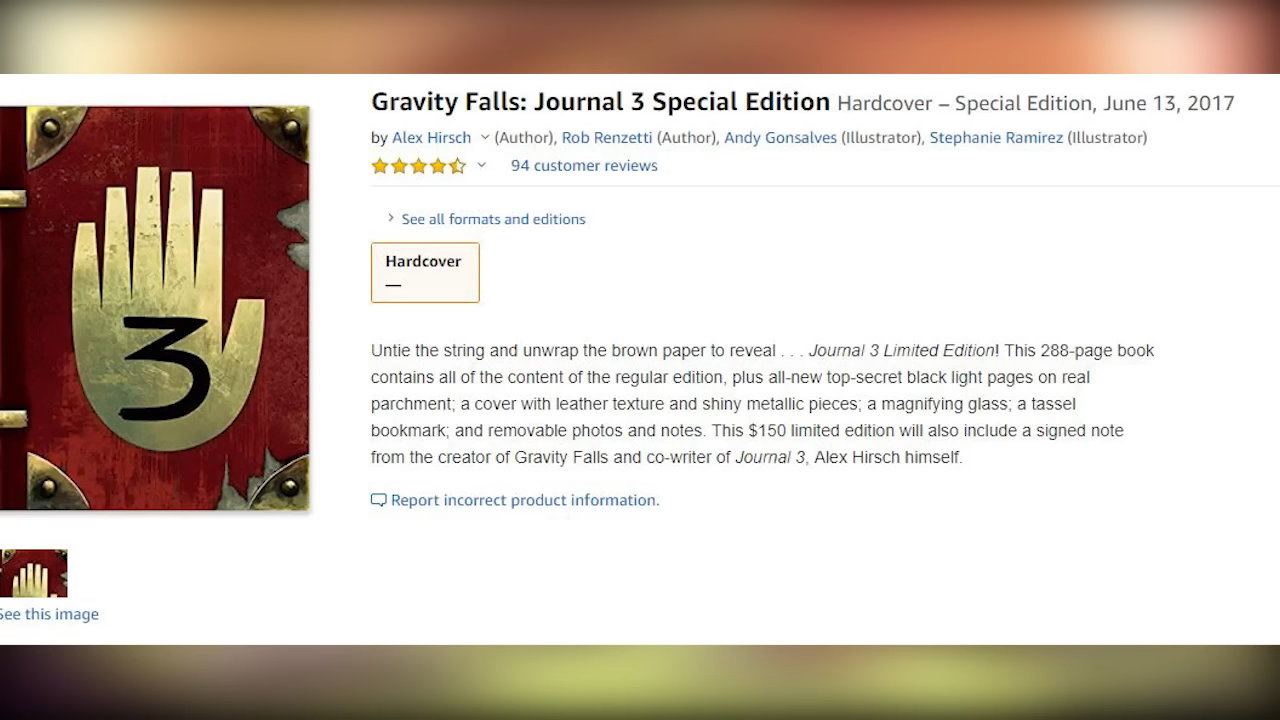 Gravity Falls: Journal 3 Special Edition Hardcover – Special Edition, June 13, 2017
by Alex Hirsch (Author), Rob Renzetti (Author), Andy Gonsalves (Illustrator), Stephanie Ramirez (Illustrator)
94 customer reviews
See all formats and editions
Hardcover
—
3
Untie the string and unwrap the brown paper to reveal . . . Journal 3 Limited Edition! This 288-page book
contains all of the content of the regular edition, plus all-new top-secret black light pages on real
parchment; a cover with leather texture and shiny metallic pieces; a magnifying glass; a tassel
bookmark; and removable photos and notes. This $150 limited edition will also include a signed note
from the creator of Gravity Falls and co-writer of Journal 3, Alex Hirsch himself.
Report incorrect product information.
See this image